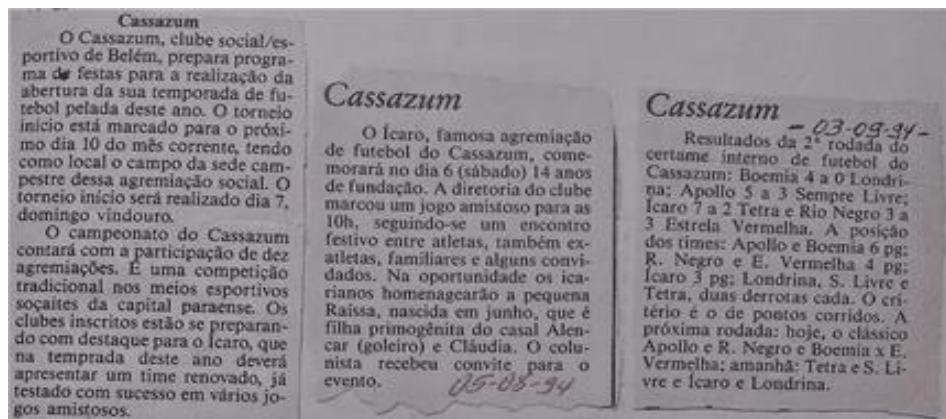 Cassazum
O Cassazum, clube social/es-
portivo de Belém, prepara progra-
ma de festas para a realização da
abertura da sua temporada de fu-
tebol pelada deste ano. O torneio
início está marcado para o próxi-
mo dia 10 do mês corrente, tendo
como local o campo da sede cam-
pestre dessa agremiação social. O
torneio início será realizado dia 7,
domingo vindouro.
O campeonato do Cassazum
contará com a participação de dez
agremiações. É uma competição
tradicional nos meios esportivos
soçaites da capital paraense. Os
clubes inscritos estão se preparan-
do com destaque para o Ícaro, que
na temprada deste ano deverá
apresentar um time renovado, já
testado com sucesso em vários jo-
gos amistosos.
Cassazum
O Ícaro, famosa agremiação
de futebol do Cassazum, come-
morará no dia 6 (sábado) 14 anos
de fundação. A diretoria do clube
marcou um jogo amistoso para as
10h, seguindo-se um encontro
festivo entre atletas, também ex-
atletas, familiares e alguns convi-
dados. Na oportunidade os ica-
rianos homenagearão a pequena
Raissa, nascida em junho, que é
filha primogênita do casal Alen-
car (goleiro) e Cláudia. O colu-
nista recebeu convite para o
evento.
05-08-94
Cassazum
- 03-09-94 -
Resultados da 2ª rodada do
certame interno de futebol do
Cassazum: Boemia 4 a 0 Londri-
na; Apollo 5 a 3 Sempre Livre;
Ícaro 7 a 2 Tetra e Rio Negro 3 a
3 Estrela Vermelha. A posição
dos times: Apollo e Boemia 6 pg;
R. Negro e E. Vermelha 4 pg;
Ícaro 3 pg; Londrina, S. Livre e
Tetra, duas derrotas cada. O cri-
tério é o de pontos corridos. A
próxima rodada: hoje, o clássico
Apollo e R. Negro e Boemia x E.
Vermelha; amanhã: Tetra e S. Li-
vre e Ícaro e Londrina.